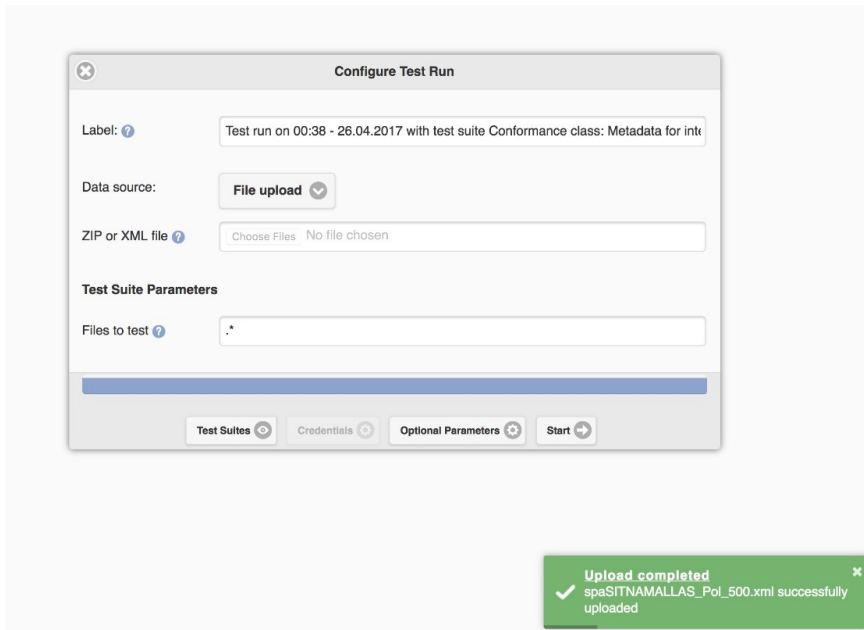 Configure Test Run
Label: ?
Test run on 00:38 - 26.04.2017 with test suite Conformance class: Metadata for inte
Data source:
File upload
ZIP or XML file ?
Choose Files No file chosen
Test Suite Parameters
Files to test ?
.*
Test Suites Credentials Optional Parameters Start
Upload completed
spaSITNAMALLAS_Pol_500.xml successfully
uploaded